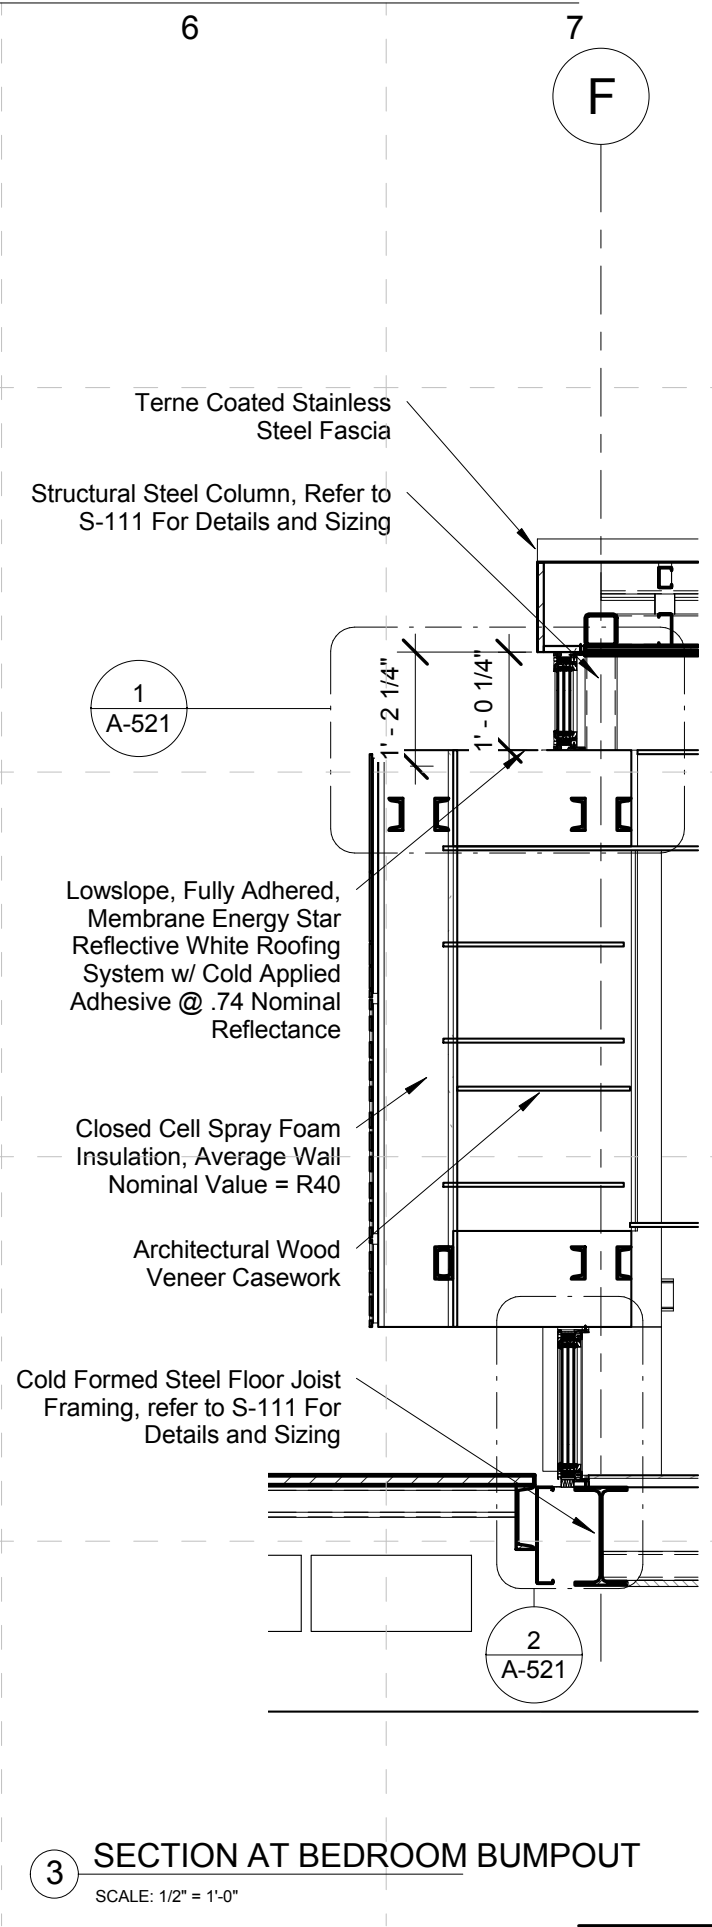 6
7
F
Terne Coated Stainless
Steel Fascia
Structural Steel Column, Refer to
S-111 For Details and Sizing
1
A-521
1' - 2 1/4"
1' - 0 1/4"
Lowslope, Fully Adhered,
Membrane Energy Star
Reflective White Roofing
System w/ Cold Applied
Adhesive @ .74 Nominal
Reflectance
Closed Cell Spray Foam
Insulation, Average Wall
Nominal Value = R40
Architectural Wood
Veneer Casework
Cold Formed Steel Floor Joist
Framing, refer to S-111 For
Details and Sizing
2
A-521
3
SECTION AT BEDROOM BUMPOUT
SCALE: 1/2" = 1'-0"